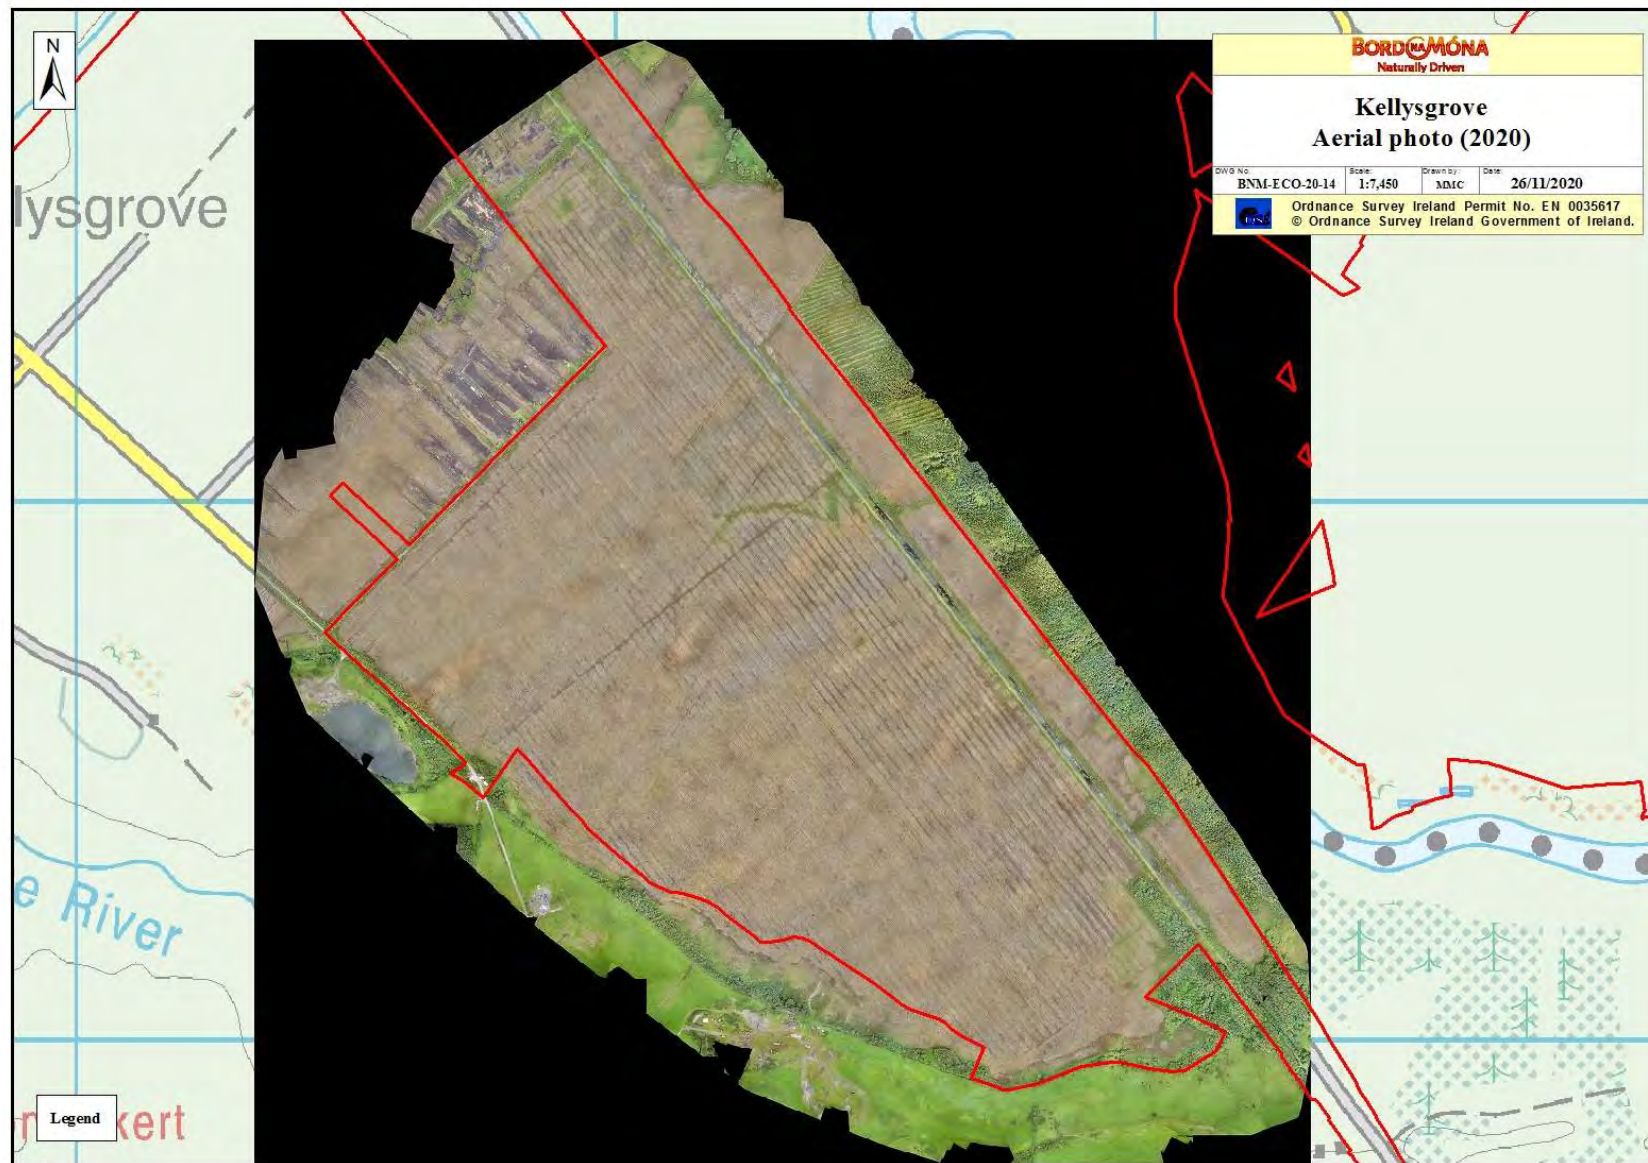 N
BORD NA MÓNA
Naturally Driven
Kellysgrove
Aerial photo (2020)
DWG No.
Scale:
Drawn by:
Date:
BNM-ECO-20-14
1:7,450
MMC
26/11/2020
Ordnance Survey Ireland Permit No. EN 0035617
© Ordnance Survey Ireland Government of Ireland.
lysgrove
e River
Legend
kert